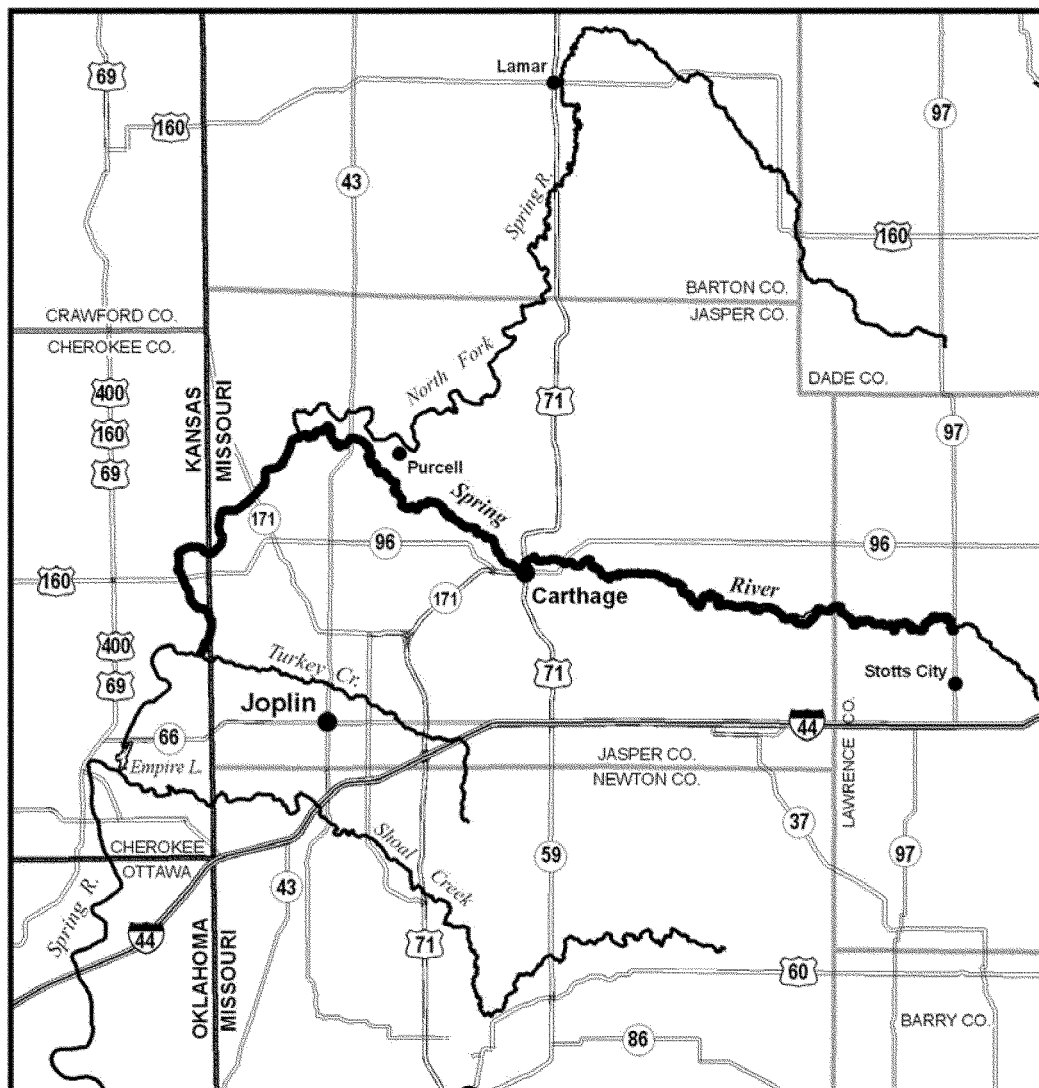 Lamar
69
160
97
43
Spring R.
160
BARTON CO.
JASPER CO.
CRAWFORD CO.
CHEROKEE CO.
North Fork
DADE CO.
KANSAS
MISSOURI
400
160
69
71
97
Purcell
Spring
171
96
96
160
171
Carthage
River
400
69
Turkey Cr.
71
Stotts City
Joplin
66
44
LAWRENCE CO.
Empire L.
JASPER CO.
NEWTON CO.
37
Shoal
Creek
CHEROKEE
OTTAWA
59
97
43
Spring R.
44
71
OKLAHOMA
MISSOURI
60
BARRY CO.
86